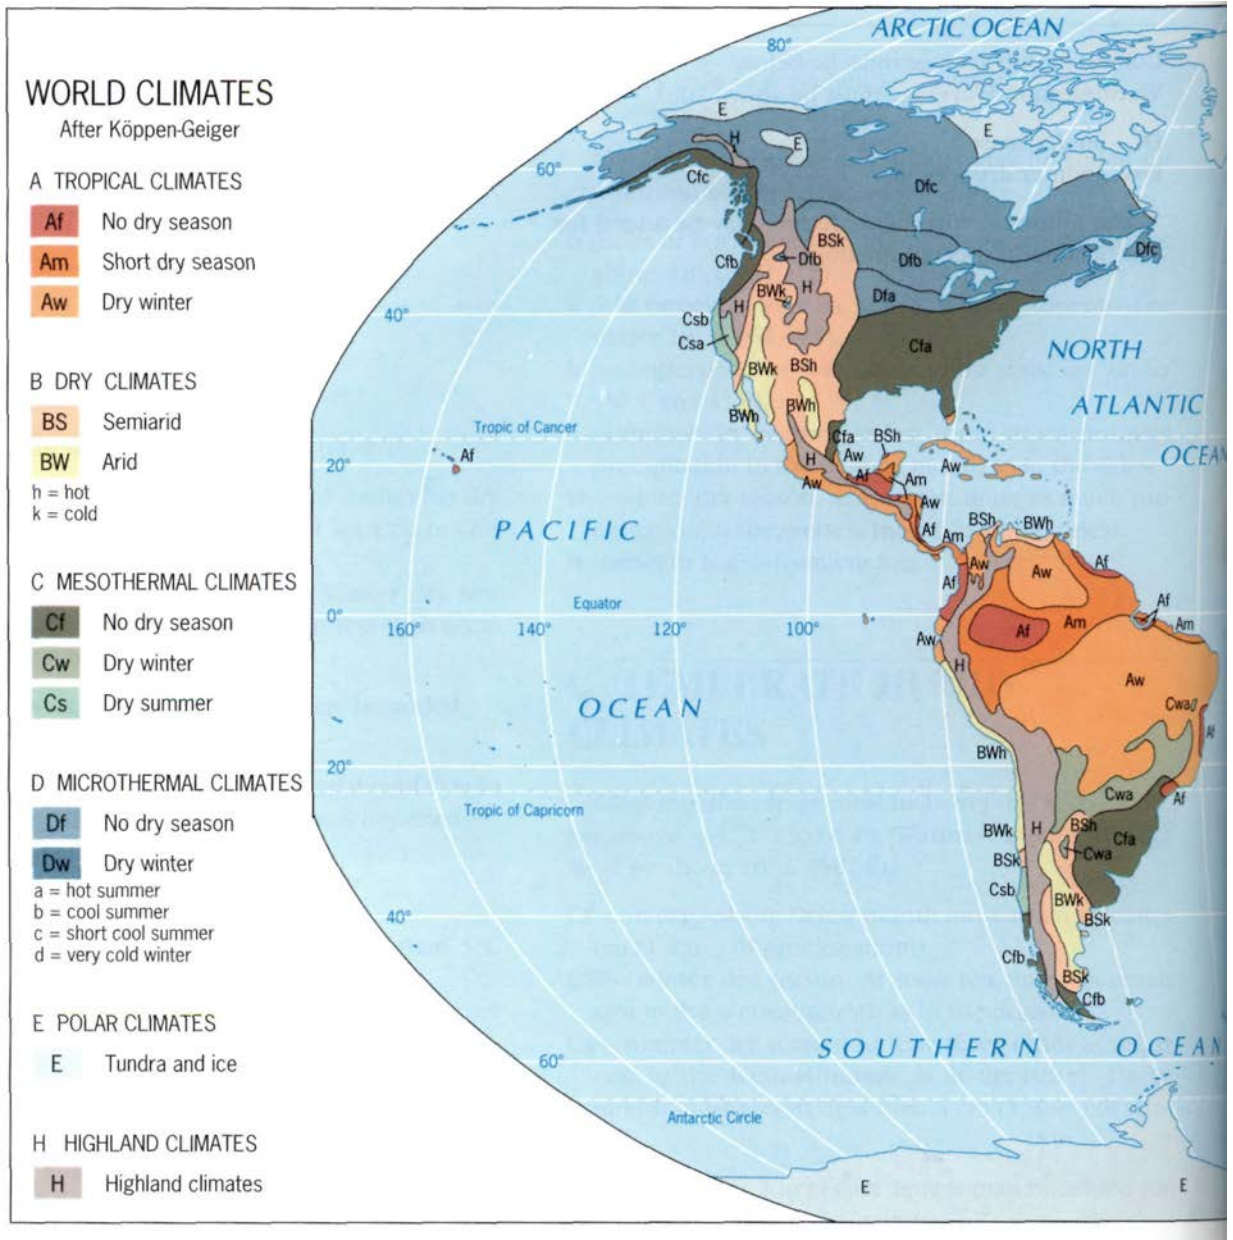 WORLD CLIMATES
After Köppen-Geiger
A TROPICAL CLIMATES
Af No dry season
Am Short dry season
Aw Dry winter
B DRY CLIMATES
BS Semiarid
BW Arid
h = hot
k = cold
C MESOTHERMAL CLIMATES
Cf No dry season
Cw Dry winter
Cs Dry summer
D MICROTHERMAL CLIMATES
Df No dry season
Dw Dry winter
a = hot summer
b = cool summer
c = short cool summer
d = very cold winter
E POLAR CLIMATES
E Tundra and ice
H HIGHLAND CLIMATES
H Highland climates
ARCTIC OCEAN
80°
E
E
H
E
60°
Cfc
Dfc
BSk
Dfc
Cfb
Dfb
Dfb
H
BWk
Dfa
H
40°
Csb
Csa
Cfa
NORTH
BWk
BSh
ATLANTIC
BWh
BWh
Tropic of Cancer
Cfa
BSh
OCEAN
Af
20°
H
Aw
Aw
Af
Am
Aw
Aw
PACIFIC
BSh
BWh
Af
Am
Aw
Aw
Af
Af
Equator
Af
0°
160°
140°
120°
100°
Af
Am
Am
Aw
H
Aw
OCEAN
Cwa
Af
BWh
20°
Cwa
Af
Tropic of Capricorn
BWk
H
BSh
Cfa
Cwa
BSk
Csb
BWk
40°
BSk
Cfb
BSk
Cfb
SOUTHERN OCEAN
60°
Antarctic Circle
E
E